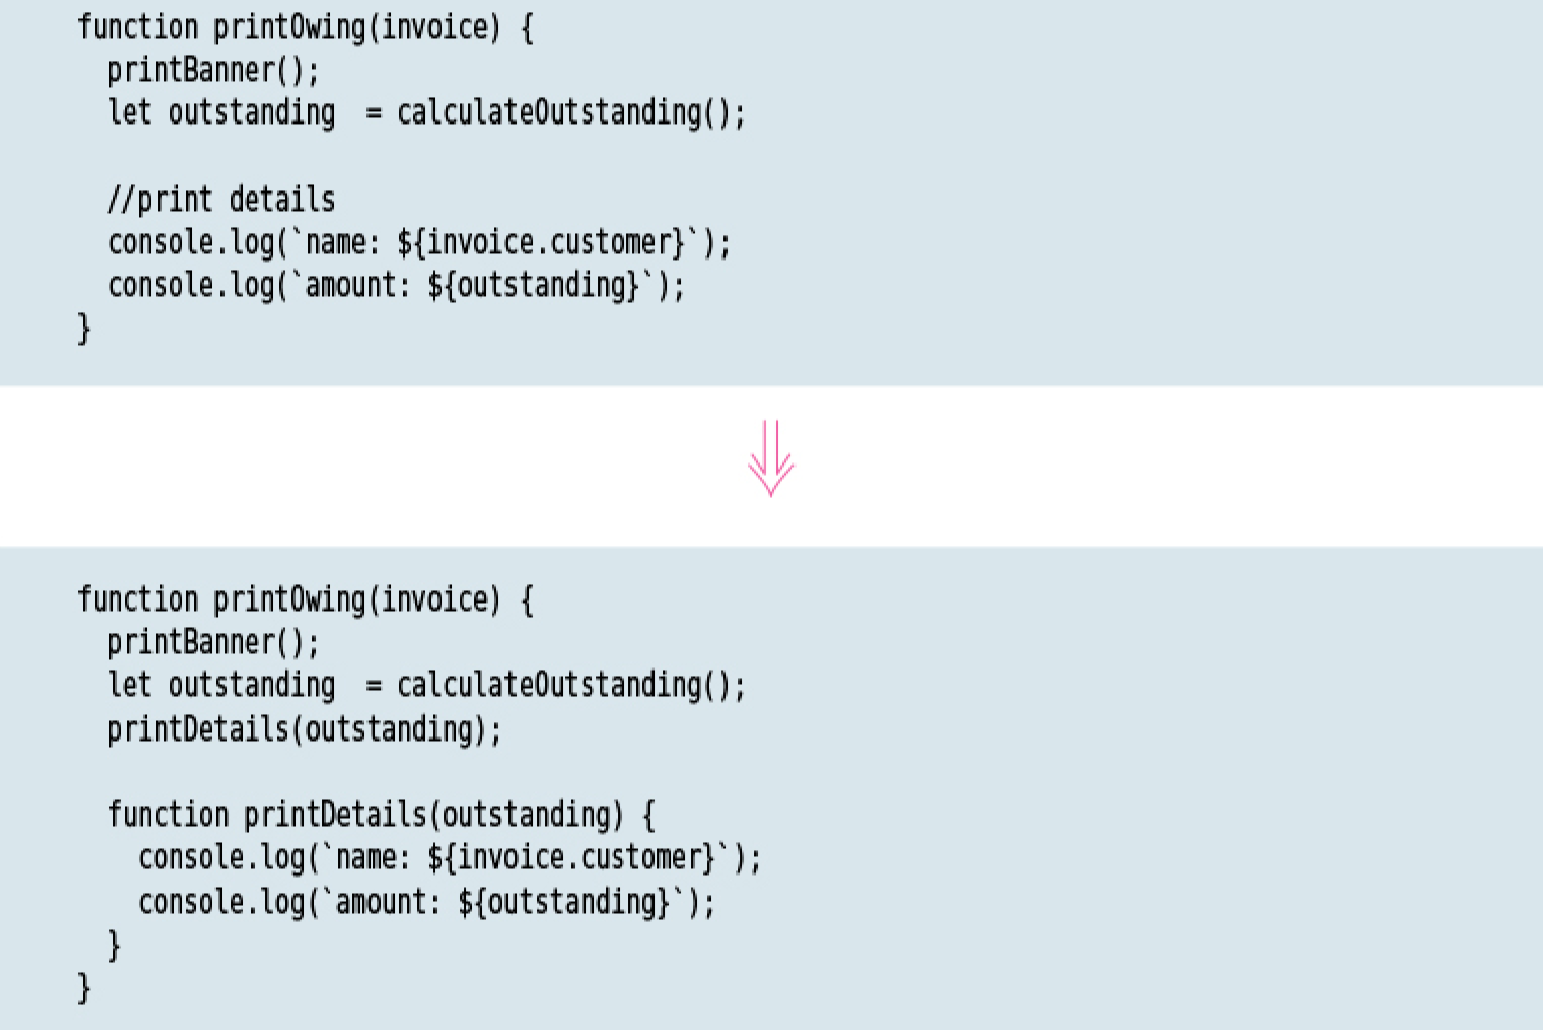 function printOwing(invoice) {
  printBanner();
  let outstanding  = calculateOutstanding();

  //print details
  console.log(`name: ${invoice.customer}`);
  console.log(`amount: ${outstanding}`);
}

function printOwing(invoice) {
  printBanner();
  let outstanding  = calculateOutstanding();
  printDetails(outstanding);

  function printDetails(outstanding) {
    console.log(`name: ${invoice.customer}`);
    console.log(`amount: ${outstanding}`);
  }
}